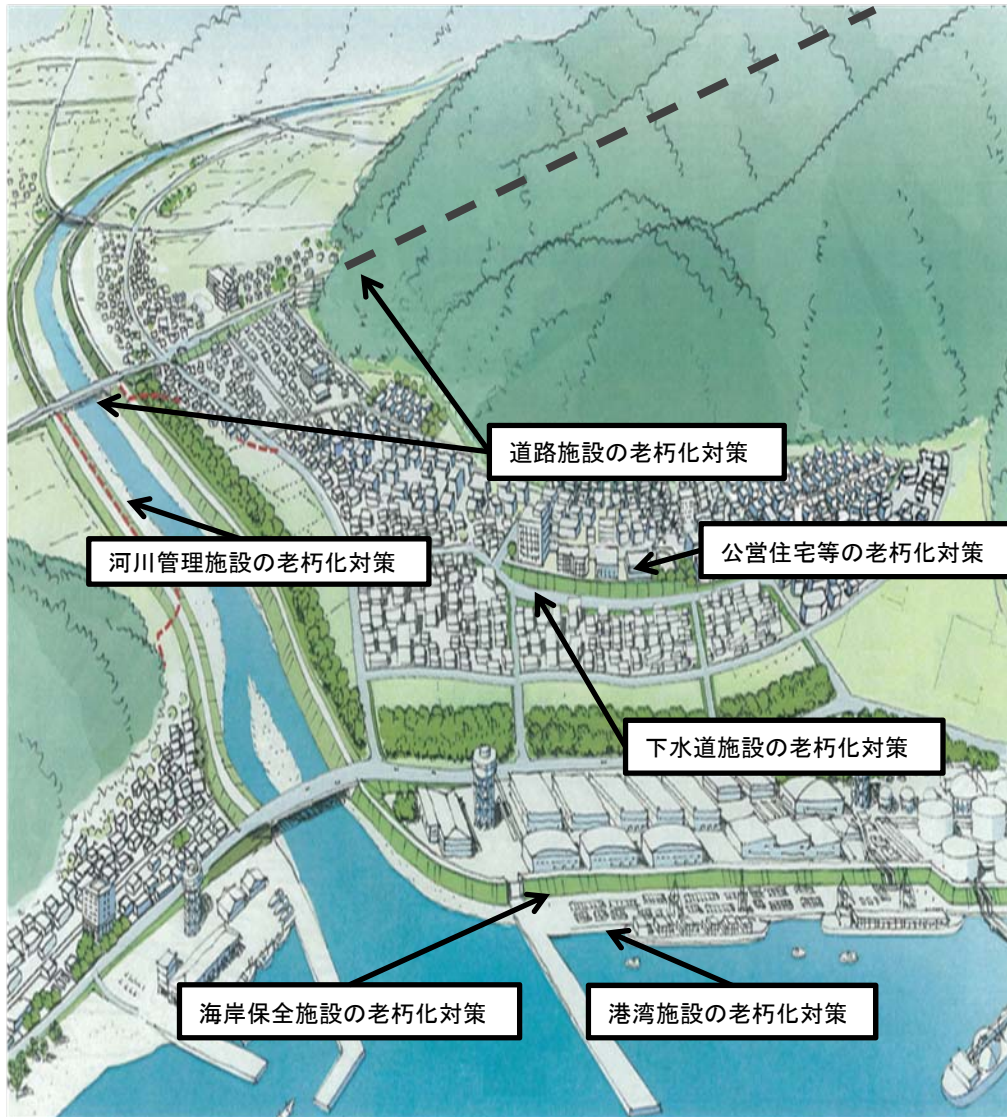 道路施設の老朽化対策
公営住宅等の老朽化対策
河川管理施設の老朽化対策
下水道施設の老朽化対策
海岸保全施設の老朽化対策
港湾施設の老朽化対策